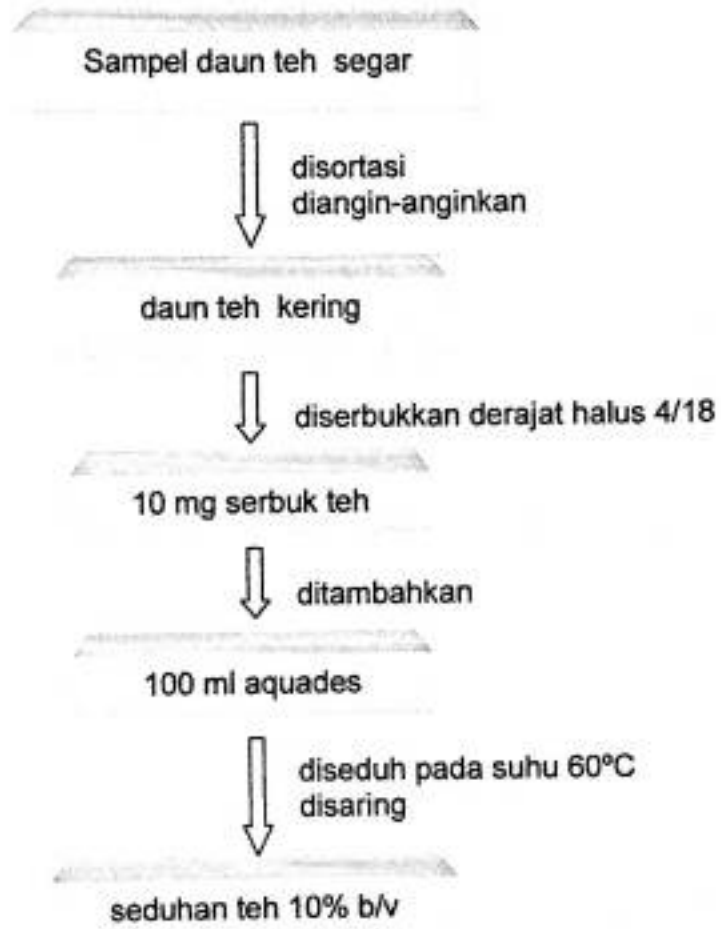 Sampel daun teh segar
disortasi
diangin-anginkan
daun teh kering
diserbukkan derajat halus 4/18
10 mg serbuk teh
ditambahkan
100 ml aquades
diseduh pada suhu 60ºC
disaring
seduhan teh 10% b/v